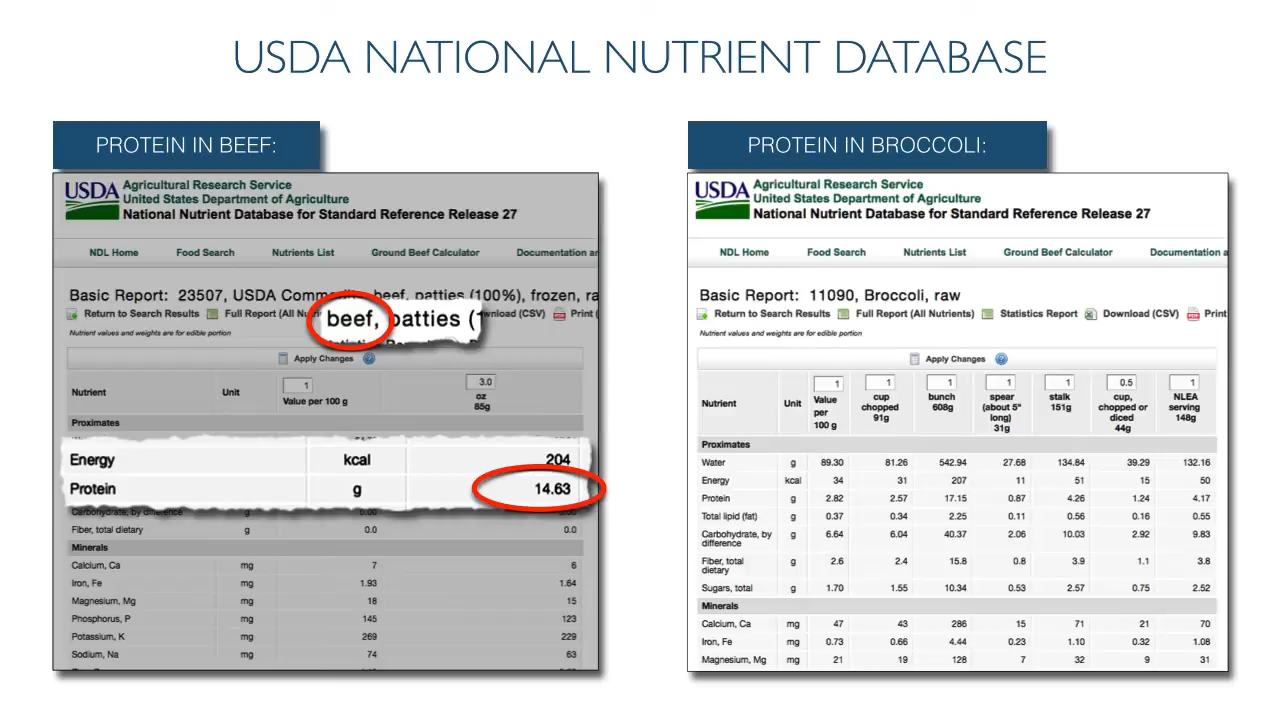 USDA NATIONAL NUTRIENT DATABASE
PROTEIN IN BEEF:
USDA
Agricultural Research Service
United States Department of Agriculture
National Nutrient Database for Standard Reference Release 27
NDL Home Food Search Nutrients List Ground Beef Calculator Documentation
Basic Report: 23507, USDA beef, patties (100%), frozen,
Return to Search Results Full Report (All Download (CSV) Print
beef, patties (
Nutrient values and weights are for edible portion
Apply Changes
Nutrient Unit 1 Value per 100 g 3.0 oz 85g
Proximates
Energy kcal 204
Protein g 14.63
Carbohydrate, by difference g 0.00 0.00
Fiber, total dietary g 0.0 0.0
Minerals
Calcium, Ca mg 7 6
Iron, Fe mg 1.93 1.64
Magnesium, Mg mg 18 15
Phosphorus, P mg 145 123
Potassium, K mg 269 229
Sodium, Na mg 74 63
PROTEIN IN BROCCOLI:
USDA
Agricultural Research Service
United States Department of Agriculture
National Nutrient Database for Standard Reference Release 27
NDL Home Food Search Nutrients List Ground Beef Calculator Documentation
Basic Report: 11090, Broccoli, raw
Return to Search Results Full Report (All Nutrients) Statistics Report Download (CSV) Print
Nutrient values and weights are for edible portion
Apply Changes
1 1 1 1 1 0.5 1
Nutrient Unit Value per 100 g cup chopped 91g bunch 608g spear (about 5" long) 31g stalk 151g cup, chopped or diced 44g NLEA serving 148g
Proximates
Water g 89.30 81.26 542.94 27.68 134.84 39.29 132.16
Energy kcal 34 31 207 11 51 15 50
Protein g 2.82 2.57 17.15 0.87 4.26 1.24 4.17
Total lipid (fat) g 0.37 0.34 2.25 0.11 0.56 0.16 0.55
Carbohydrate, by difference g 6.64 6.04 40.37 2.06 10.03 2.92 9.83
Fiber, total dietary g 2.6 2.4 15.8 0.8 3.9 1.1 3.8
Sugars, total g 1.70 1.55 10.34 0.53 2.57 0.75 2.52
Minerals
Calcium, Ca mg 47 43 286 15 71 21 70
Iron, Fe mg 0.73 0.66 4.44 0.23 1.10 0.32 1.08
Magnesium, Mg mg 21 19 128 7 32 9 31